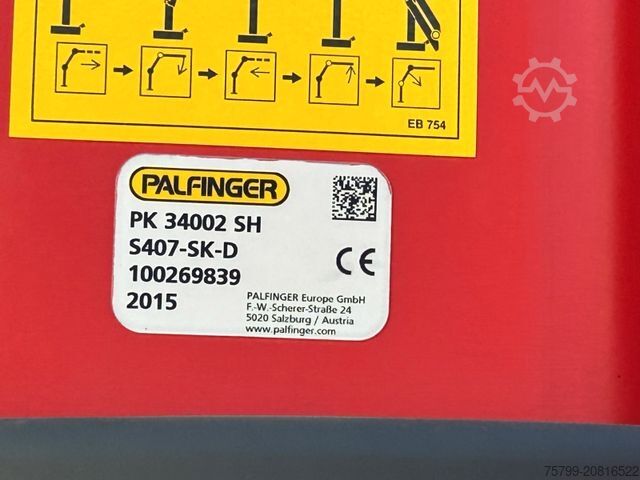 EB 754
PALFINGER
PK 34002 SH
S407-SK-D
100269839
2015
PALFINGER Europe GmbH
F.-W.-Scherer-Straße 24
5020 Salzburg / Austria
www.palfinger.com
CE
75799-20816522